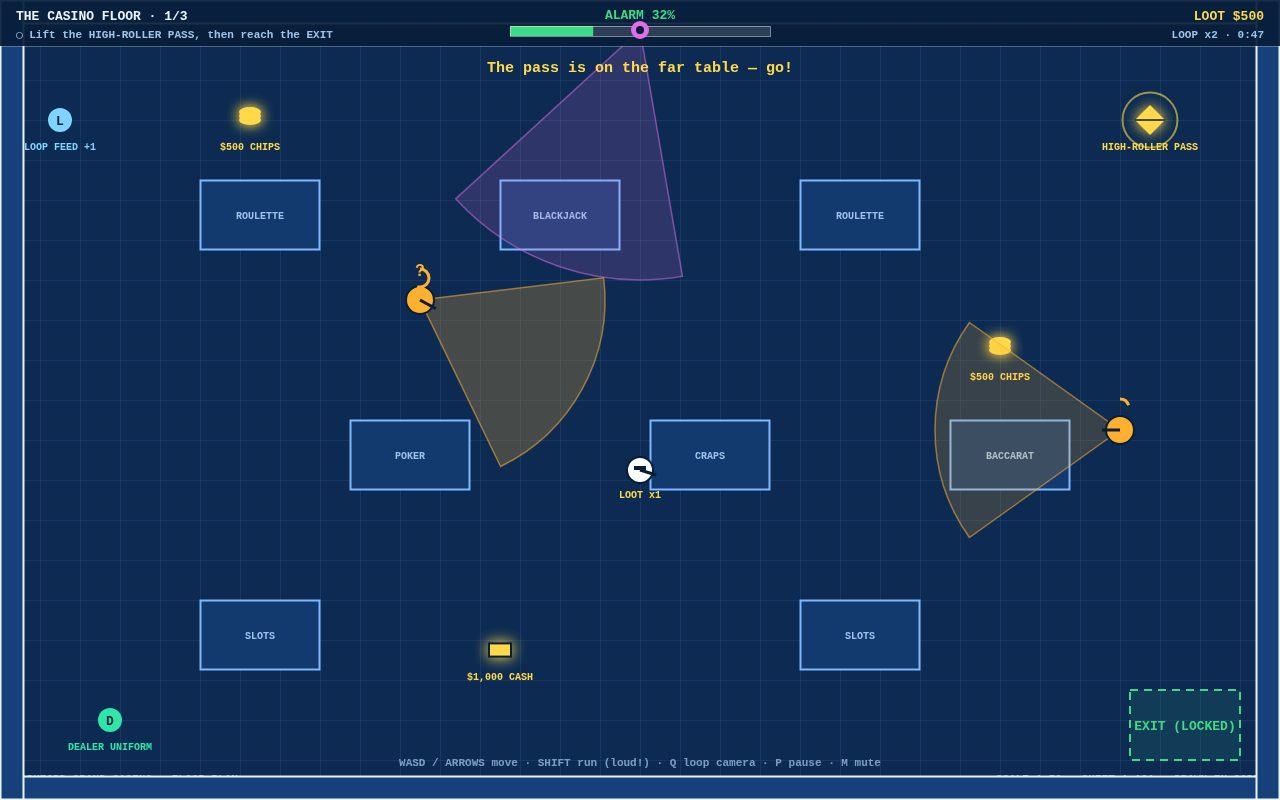 THE CASINO FLOOR · 1/3
ALARM 32%
LOOT $500
○ Lift the HIGH-ROLLER PASS, then reach the EXIT
LOOP x2 · 0:47
The pass is on the far table — go!
L
LOOP FEED +1
$500 CHIPS
HIGH-ROLLER PASS
ROULETTE
BLACKJACK
ROULETTE
?
$500 CHIPS
POKER
CRAPS
BACCARAT
LOOT x1
SLOTS
SLOTS
$1,000 CASH
D
DEALER UNIFORM
EXIT (LOCKED)
WASD / ARROWS move · SHIFT run (loud!) · Q loop camera · P pause · M mute